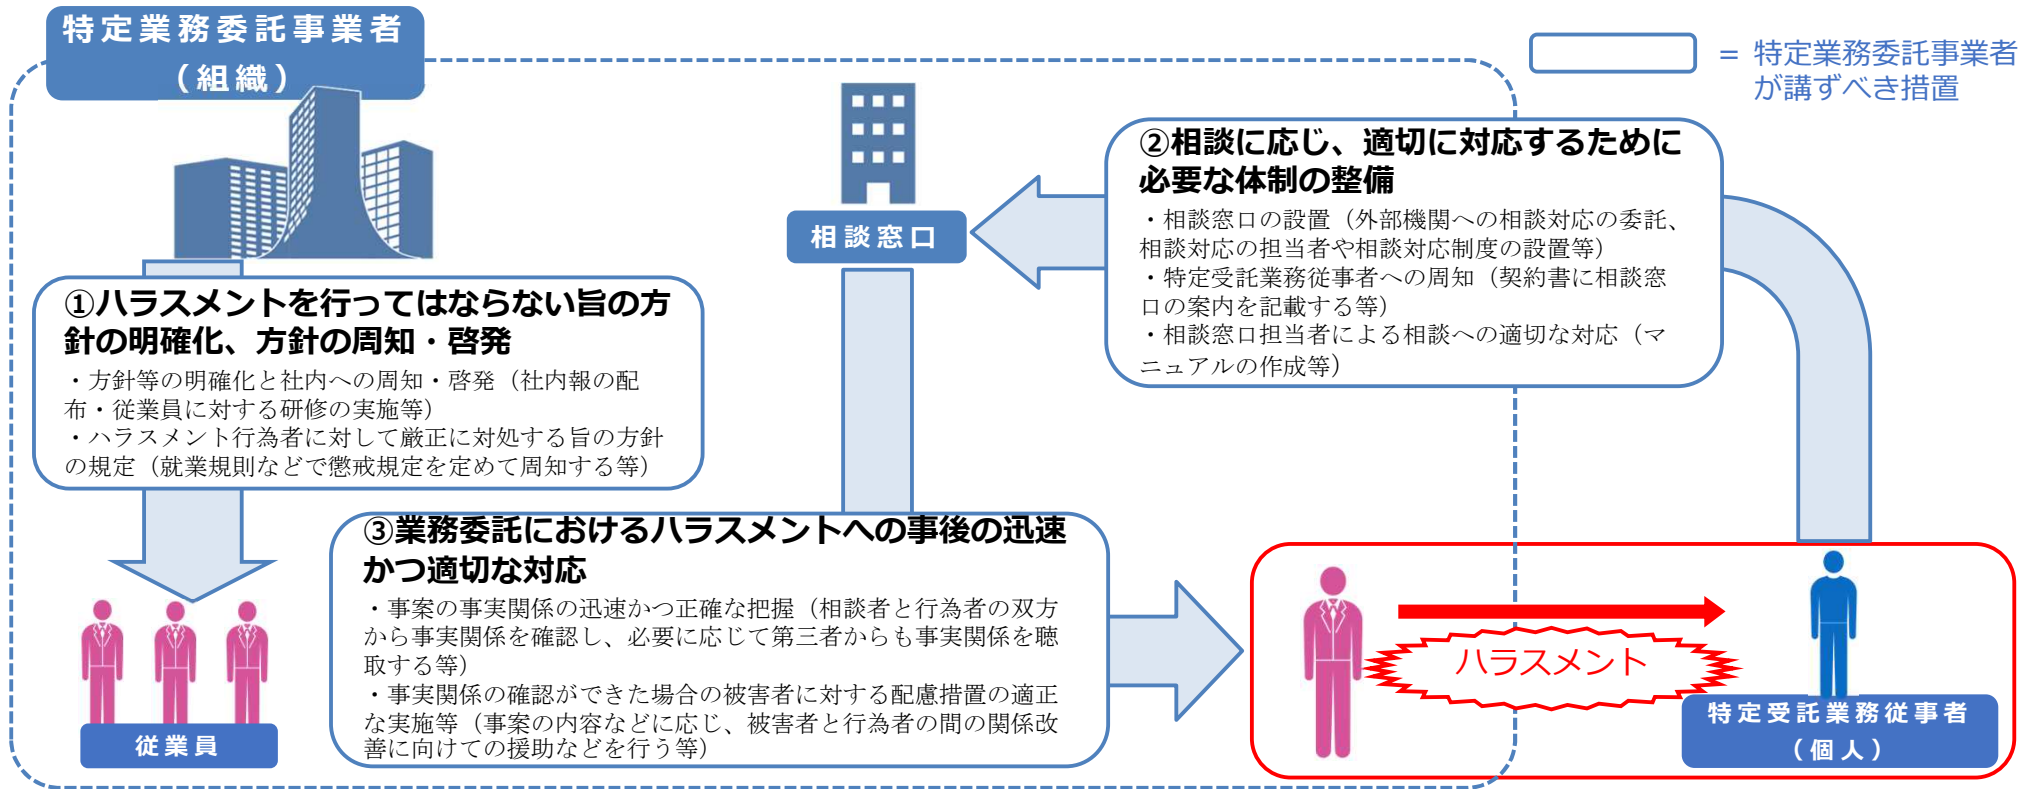 特定業務委託事業者
（組織）
= 特定業務委託事業者
が講ずべき措置
相談窓口
①ハラスメントを行ってはならない旨の方
針の明確化、方針の周知・啓発
・方針等の明確化と社内への周知・啓発（社内報の配
布・従業員に対する研修の実施等）
・ハラスメント行為者に対して厳正に対処する旨の方針
の規定（就業規則などで懲戒規定を定めて周知する等）
従業員
②相談に応じ、適切に対応するために
必要な体制の整備
・相談窓口の設置（外部機関への相談対応の委託、
相談対応の担当者や相談対応制度の設置等）
・特定受託業務従事者への周知（契約書に相談窓
口の案内を記載する等）
・相談窓口担当者による相談への適切な対応（マ
ニュアルの作成等）
③業務委託におけるハラスメントへの事後の迅速
かつ適切な対応
・事案の事実関係の迅速かつ正確な把握（相談者と行為者の双方
から事実関係を確認し、必要に応じて第三者からも事実関係を聴
取する等）
・事実関係の確認ができた場合の被害者に対する配慮措置の適正
な実施等（事案の内容などに応じ、被害者と行為者の間の関係改
善に向けての援助などを行う等）
ハラスメント
特定受託業務従事者
（個人）